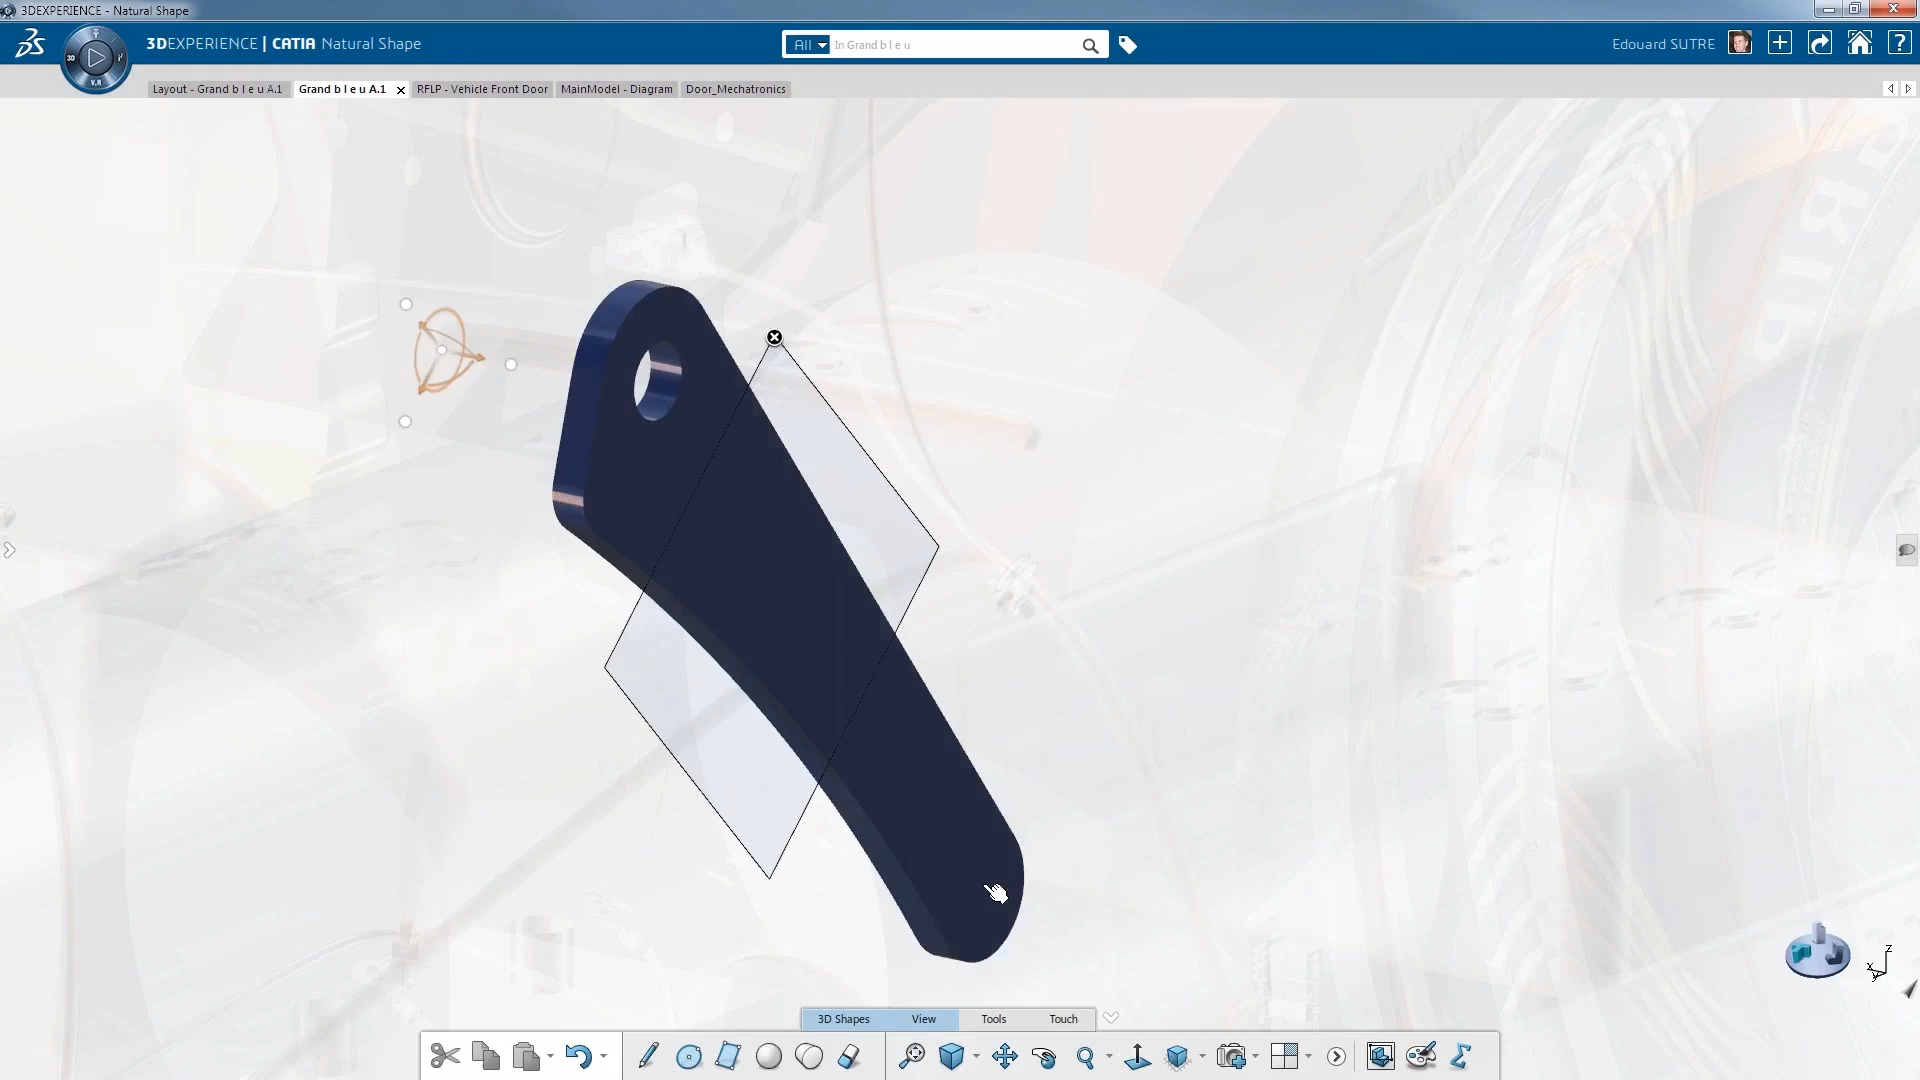 3DEXPERIENCE - Natural Shape
3DEXPERIENCE | CATIA Natural Shape
All
In Grand b l e u
Edouard SUTRE
3D
V.R
Layout - Grand b l e u A.1
Grand b l e u A.1
RFLP - Vehicle Front Door
MainModel - Diagram
Door_Mechatronics
z
x
y
3D Shapes
View
Tools
Touch